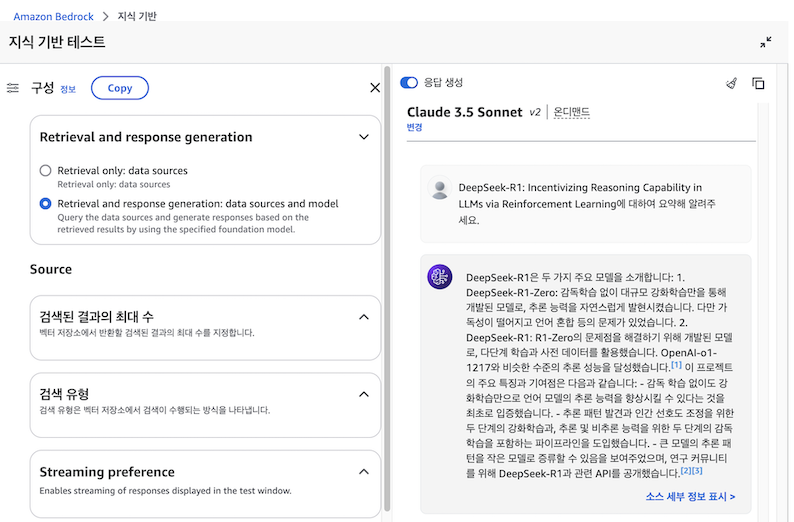 Amazon Bedrock > 지식 기반
지식 기반 테스트
구성 정보 Copy
Retrieval and response generation
Retrieval only: data sources
Retrieval only: data sources
Retrieval and response generation: data sources and model
Query the data sources and generate responses based on the
retrieved results by using the specified foundation model.
Source
검색된 결과의 최대 수
벡터 저장소에서 반환할 검색된 결과의 최대 수를 지정합니다.
검색 유형
검색 유형은 벡터 저장소에서 검색이 수행되는 방식을 나타냅니다.
Streaming preference
Enables streaming of responses displayed in the test window.
응답 생성
Claude 3.5 Sonnet v2 | 온디맨드
변경
DeepSeek-R1: Incentivizing Reasoning Capability in
LLMs via Reinforcement Learning에 대하여 요약해 알려주
세요.
DeepSeek-R1은 두 가지 주요 모델을 소개합니다: 1.
DeepSeek-R1-Zero: 감독학습 없이 대규모 강화학습만을 통해
개발된 모델로, 추론 능력을 자연스럽게 발현시켰습니다. 다만 가
독성이 떨어지고 언어 혼합 등의 문제가 있었습니다. 2.
DeepSeek-R1: R1-Zero의 문제점을 해결하기 위해 개발된 모델
로, 다단계 학습과 사전 데이터를 활용했습니다. OpenAI-o1-
1217와 비슷한 수준의 추론 성능을 달성했습니다.[1] 이 프로젝트
의 주요 특징과 기여점은 다음과 같습니다: - 감독 학습 없이도 강
화학습만으로 언어 모델의 추론 능력을 향상시킬 수 있다는 것을
최초로 입증했습니다. - 추론 패턴 발견과 인간 선호도 조정을 위한
두 단계의 강화학습과, 추론 및 비추론 능력을 위한 두 단계의 감독
학습을 포함하는 파이프라인을 도입했습니다. - 큰 모델의 추론 패
턴을 작은 모델로 증류할 수 있음을 보여주었으며, 연구 커뮤니티
를 위해 DeepSeek-R1과 관련 API를 공개했습니다.[2][3]
소스 세부 정보 표시 >